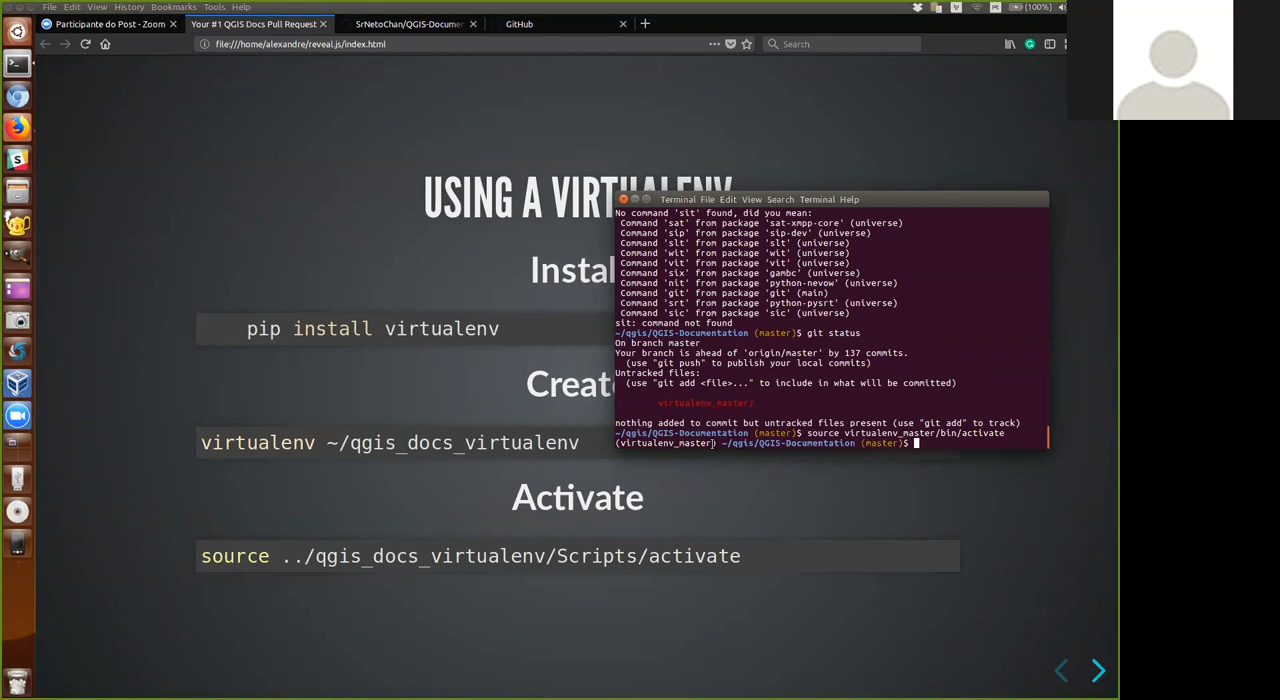 File Edit View History Bookmarks Tools Help
(100%)
Participante do Post - Zoom
Your #1 QGIS Docs Pull Request
SrNetoChan/QGIS-Documen
GitHub
file:///home/alexandre/reveal.js/index.html
Search
USING A VIRTUALENV
Instal
pip install virtualenv
Create
virtualenv ~/qgis_docs_virtualenv
Activate
source ../qgis_docs_virtualenv/Scripts/activate
Terminal File Edit View Search Terminal Help
No command 'sit' found, did you mean:
Command 'sat' from package 'sat-xmpp-core' (universe)
Command 'sip' from package 'sip-dev' (universe)
Command 'slt' from package 'slt' (universe)
Command 'wit' from package 'wit' (universe)
Command 'vit' from package 'vit' (universe)
Command 'six' from package 'gambc' (universe)
Command 'nit' from package 'python-nevow' (universe)
Command 'git' from package 'git' (main)
Command 'srt' from package 'python-pysrt' (universe)
Command 'sic' from package 'sic' (universe)
sit: command not found
~/qgis/QGIS-Documentation (master)$ git status
On branch master
Your branch is ahead of 'origin/master' by 137 commits.
(use "git push" to publish your local commits)
Untracked files:
(use "git add <file>..." to include in what will be committed)
virtualenv_master/
nothing added to commit but untracked files present (use "git add" to track)
~/qgis/QGIS-Documentation (master)$ source virtualenv_master/bin/activate
(virtualenv_master) ~/qgis/QGIS-Documentation (master)$